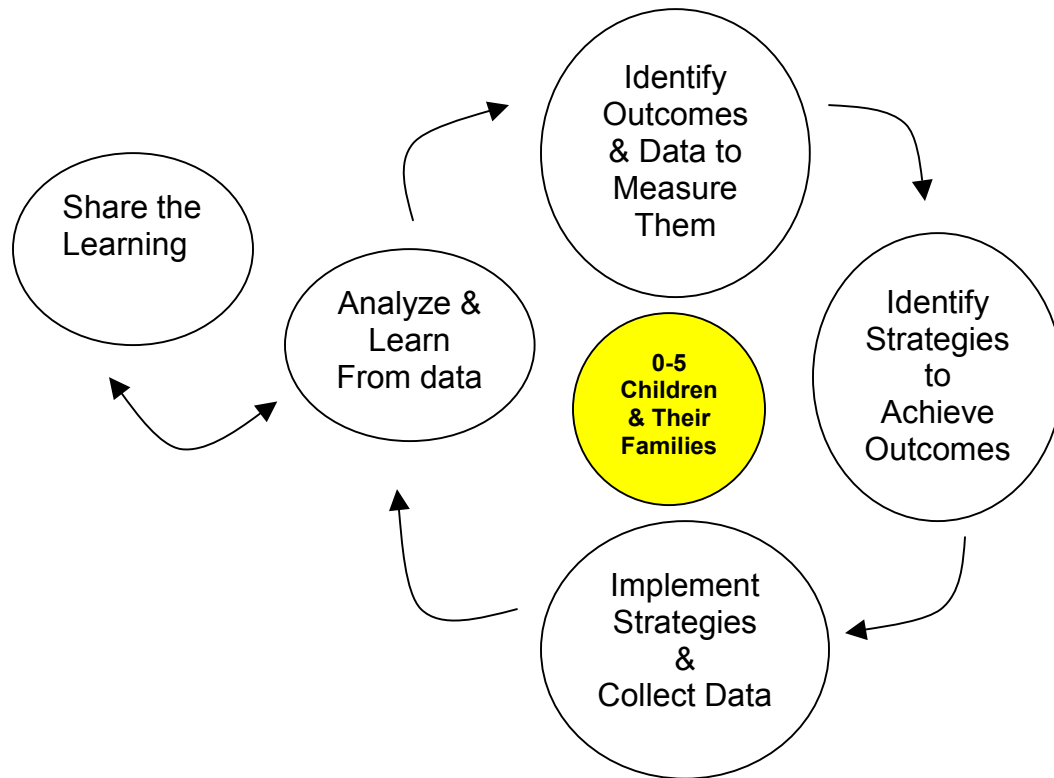 Identify
Outcomes
& Data to
Measure
Them
Share the
Learning
Analyze &
Learn
From data
Identify
Strategies
to
Achieve
Outcomes
0-5
Children
& Their
Families
Implement
Strategies
&
Collect Data